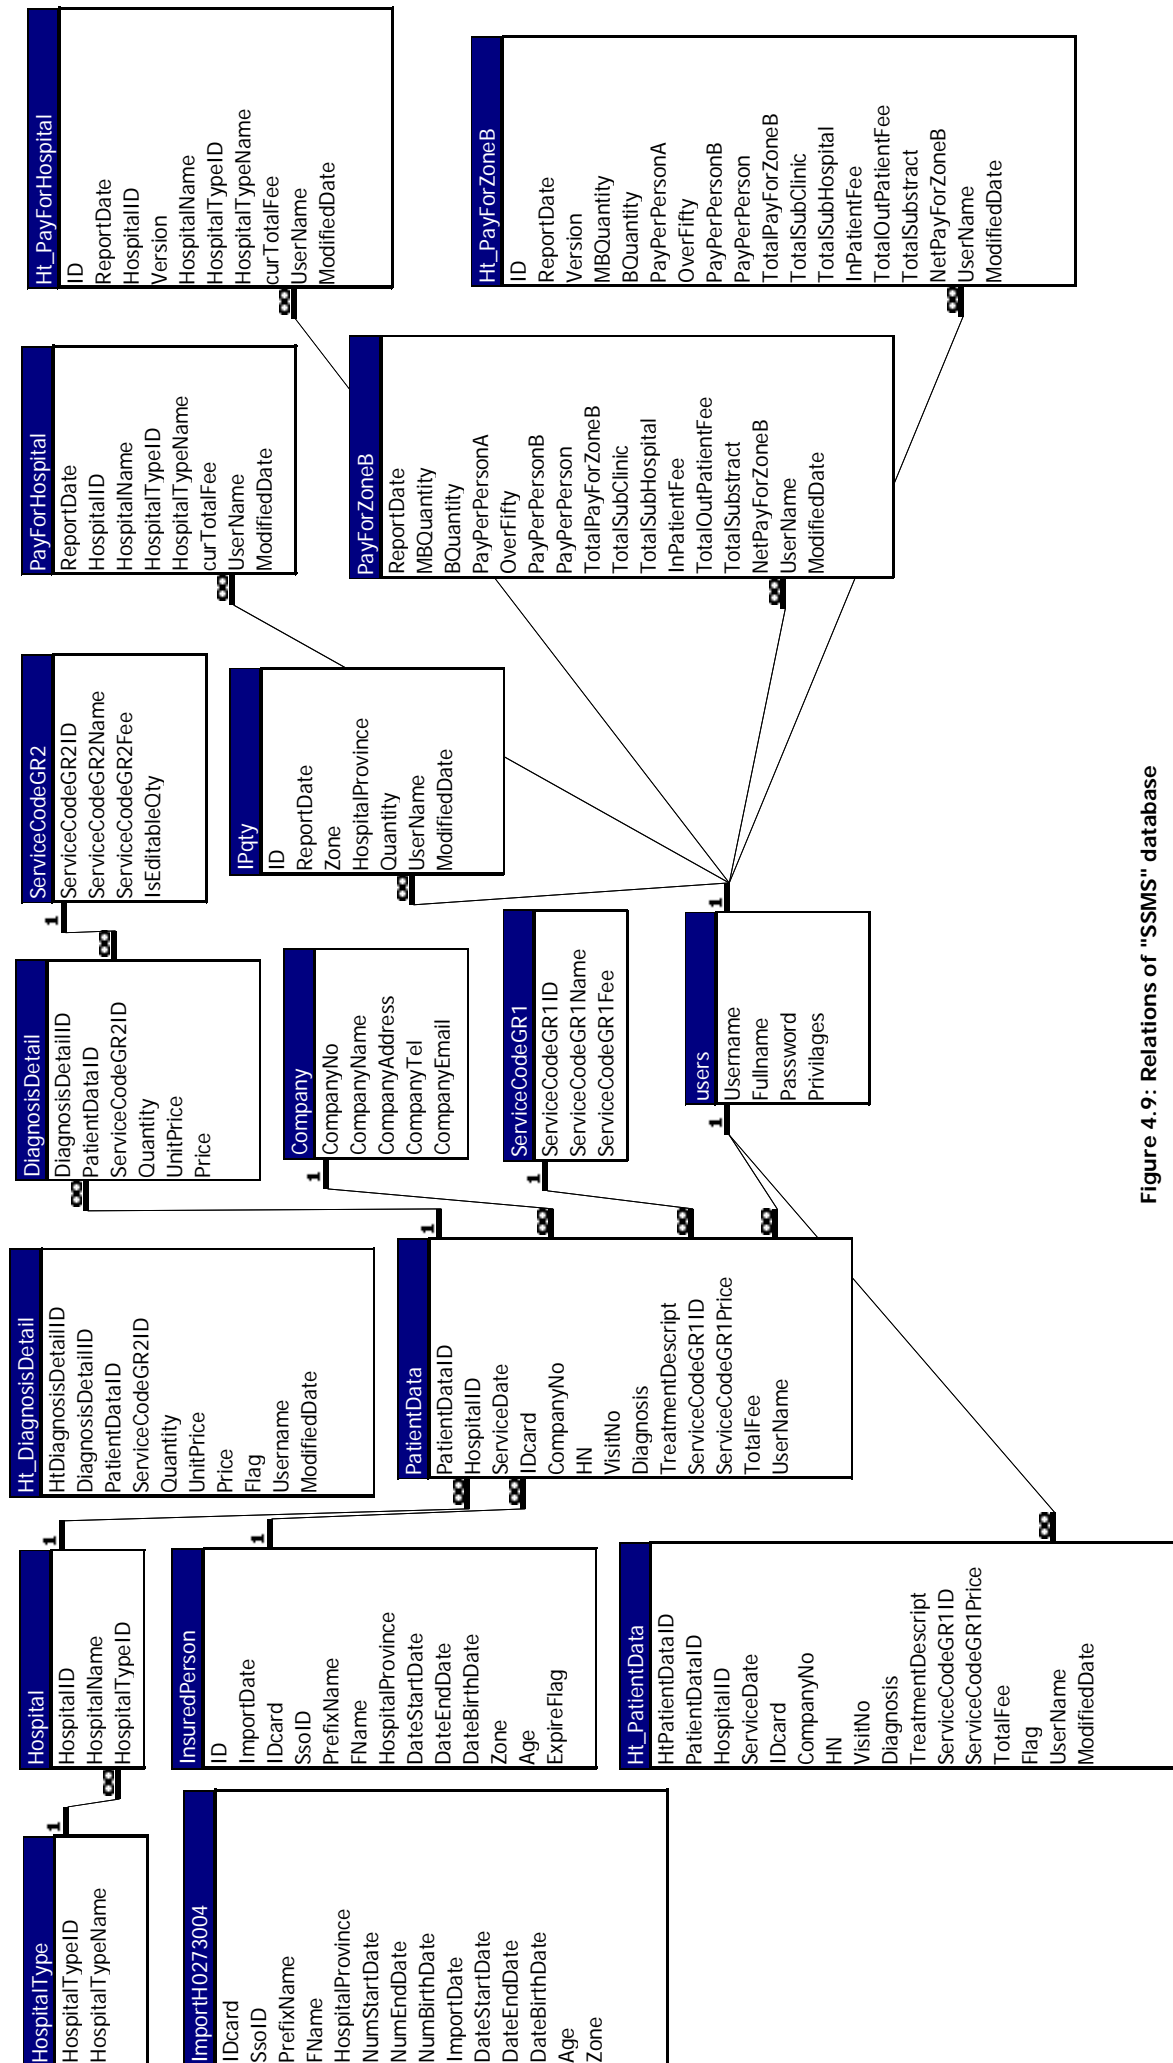 HospitalType
HospitalTypeID
HospitalTypeName
1
∞
Hospital
HospitalID
HospitalName
HospitalTypeID
1
∞
Ht_DiagnosisDetail
HtDiagnosisDetailID
DiagnosisDetailID
PatientDataID
ServiceCodeGR2ID
Quantity
UnitPrice
Price
Flag
Username
ModifiedDate
DiagnosisDetail
DiagnosisDetailID
PatientDataID
ServiceCodeGR2ID
Quantity
UnitPrice
Price
∞
1
∞
1
ServiceCodeGR2
ServiceCodeGR2ID
ServiceCodeGR2Name
ServiceCodeGR2Fee
IsEditableQty
PayForHospital
ReportDate
HospitalID
HospitalName
HospitalTypeID
HospitalTypeName
curTotalFee
UserName
ModifiedDate
∞
Ht_PayForHospital
ID
ReportDate
HospitalID
Version
HospitalName
HospitalTypeID
HospitalTypeName
curTotalFee
UserName
ModifiedDate
∞
ImportH0273004
IDcard
SsoID
PrefixName
FName
HospitalProvince
NumStartDate
NumEndDate
NumBirthDate
ImportDate
DateStartDate
DateEndDate
DateBirthDate
Age
Zone
InsuredPerson
ID
ImportDate
IDcard
SsoID
PrefixName
FName
HospitalProvince
DateStartDate
DateEndDate
DateBirthDate
Zone
Age
ExpireFlag
1
∞
PatientData
PatientDataID
HospitalID
ServiceDate
IDcard
CompanyNo
HN
VisitNo
Diagnosis
TreatmentDescript
ServiceCodeGR1ID
ServiceCodeGR1Price
TotalFee
UserName
∞
1
Company
CompanyNo
CompanyName
CompanyAddress
CompanyTel
CompanyEmail
IPqty
ID
ReportDate
Zone
HospitalProvince
Quantity
UserName
ModifiedDate
∞
PayForZoneB
ReportDate
MBQuantity
BQuantity
PayPerPersonA
OverFifty
PayPerPersonB
PayPerPerson
TotalPayForZoneB
TotalSubClinic
TotalSubHospital
InPatientFee
TotalOutPatientFee
TotalSubstract
NetPayForZoneB
UserName
ModifiedDate
∞
Ht_PayForZoneB
ID
ReportDate
Version
MBQuantity
BQuantity
PayPerPersonA
OverFifty
PayPerPersonB
PayPerPerson
TotalPayForZoneB
TotalSubClinic
TotalSubHospital
InPatientFee
TotalOutPatientFee
TotalSubstract
NetPayForZoneB
UserName
ModifiedDate
∞
∞
1
ServiceCodeGR1
ServiceCodeGR1ID
ServiceCodeGR1Name
ServiceCodeGR1Fee
Ht_PatientData
HtPatientDataID
PatientDataID
HospitalID
ServiceDate
IDcard
CompanyNo
HN
VisitNo
Diagnosis
TreatmentDescript
ServiceCodeGR1ID
ServiceCodeGR1Price
TotalFee
Flag
UserName
ModifiedDate
∞
∞
1
users
Username
Fullname
Password
Privilages
1
Figure 4.9: Relations of "SSMS" database